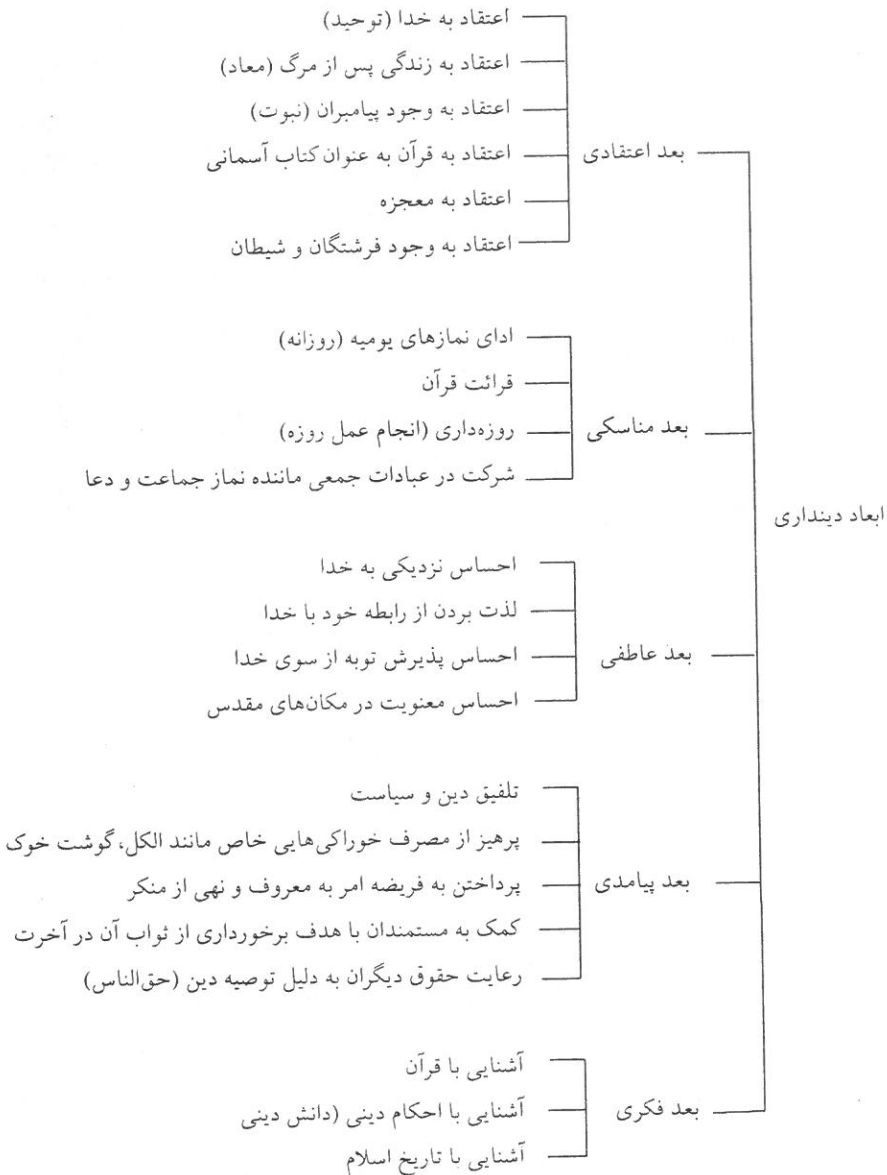 اعتقاد به خدا (توحید)
اعتقاد به زندگی پس از مرگ (معاد)
اعتقاد به وجود پیامبران (نبوت)
بعد اعتقادی
اعتقاد به قرآن به عنوان کتاب آسمانی
اعتقاد به معجزه
اعتقاد به وجود فرشتگان و شیطان
ادای نمازهای یومیه (روزانه)
قرائت قرآن
بعد مناسکی
روزه‌داری (انجام عمل روزه)
شرکت در عبادات جمعی ماننده نماز جماعت و دعا
ابعاد دینداری
احساس نزدیکی به خدا
لذت بردن از رابطه خود با خدا
بعد عاطفی
احساس پذیرش توبه از سوی خدا
احساس معنویت در مکان‌های مقدس
تلفیق دین و سیاست
پرهیز از مصرف خوراکی‌هایی خاص مانند الکل، گوشت خوک
بعد پیامدی
پرداختن به فریضه امر به معروف و نهی از منکر
کمک به مستمندان با هدف برخورداری از ثواب آن در آخرت
رعایت حقوق دیگران به دلیل توصیه دین (حق‌الناس)
آشنایی با قرآن
بعد فکری
آشنایی با احکام دینی (دانش دینی
آشنایی با تاریخ اسلام